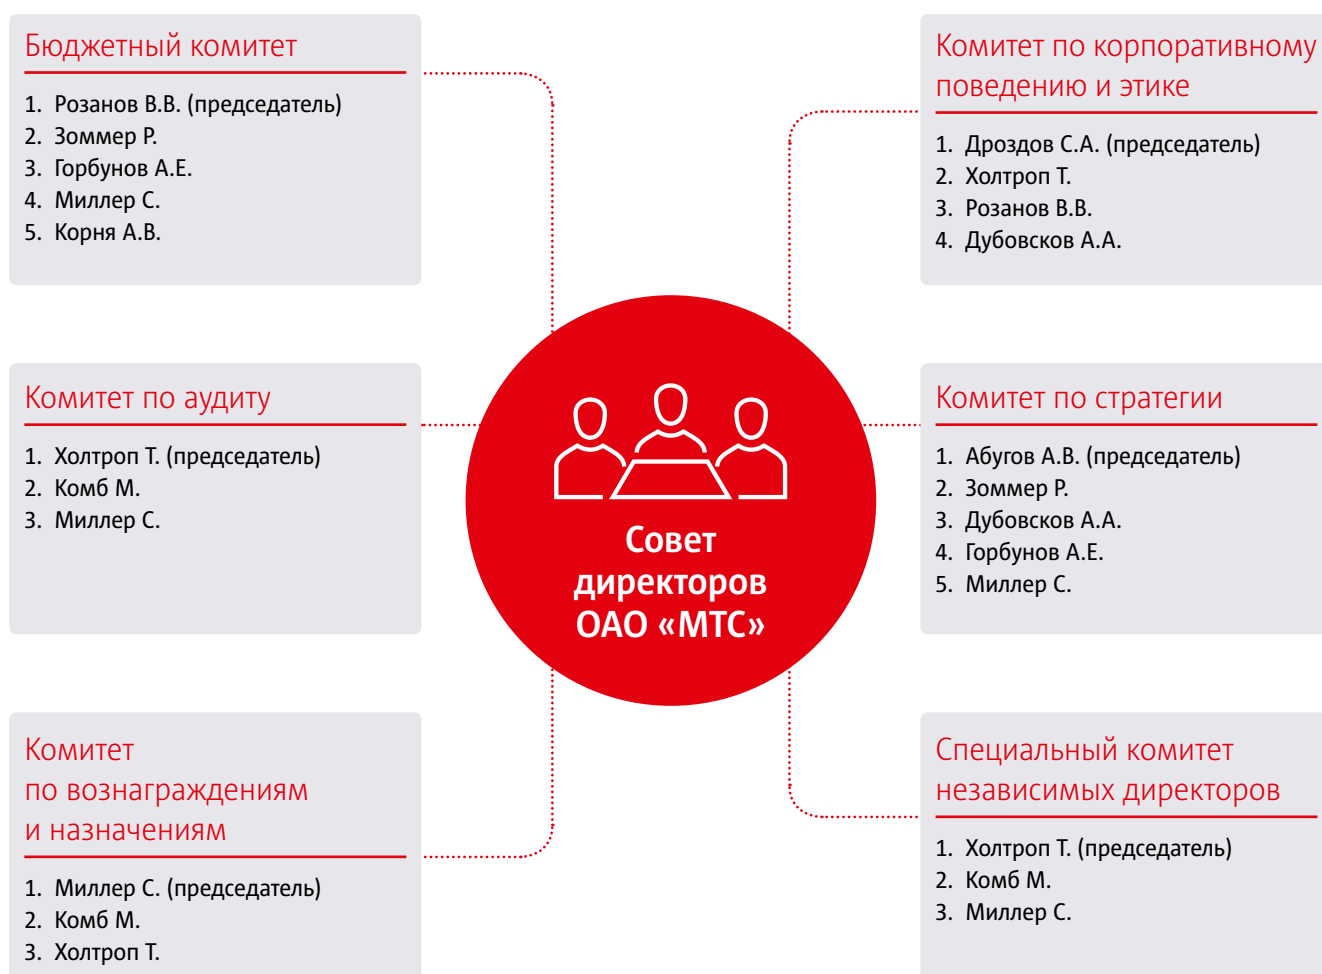 Бюджетный комитет
1. Розанов В.В. (председатель)
2. Зоммер Р.
3. Горбунов А.Е.
4. Миллер С.
5. Корня А.В.
Комитет по корпоративному
поведению и этике
1. Дроздов С.А. (председатель)
2. Холтроп Т.
3. Розанов В.В.
4. Дубовсков А.А.
Комитет по аудиту
1. Холтроп Т. (председатель)
2. Комб М.
3. Миллер С.
Совет
директоров
ОАО «МТС»
Комитет по стратегии
1. Абугов А.В. (председатель)
2. Зоммер Р.
3. Дубовсков А.А.
4. Горбунов А.Е.
5. Миллер С.
Комитет
по вознаграждениям
и назначениям
1. Миллер С. (председатель)
2. Комб М.
3. Холтроп Т.
Специальный комитет
независимых директоров
1. Холтроп Т. (председатель)
2. Комб М.
3. Миллер С.